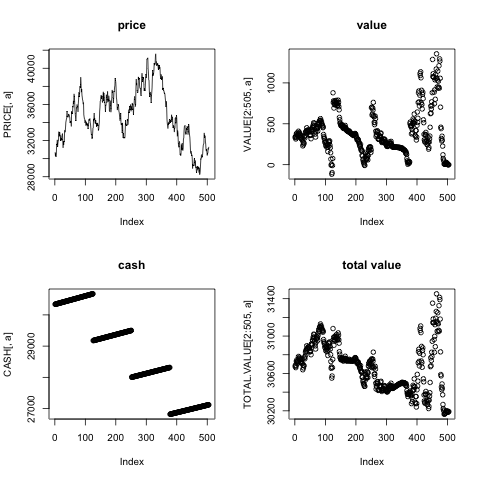 price
PRICE[, a]
28000 32000 36000 40000
0 100 200 300 400 500
Index
value
VALUE[2:505, a]
0 500 1000
0 100 200 300 400 500
Index
cash
CASH[, a]
27000 29000
0 100 200 300 400 500
Index
total value
TOTAL.VALUE[2:505, a]
30200 30600 31000 31400
0 100 200 300 400 500
Index